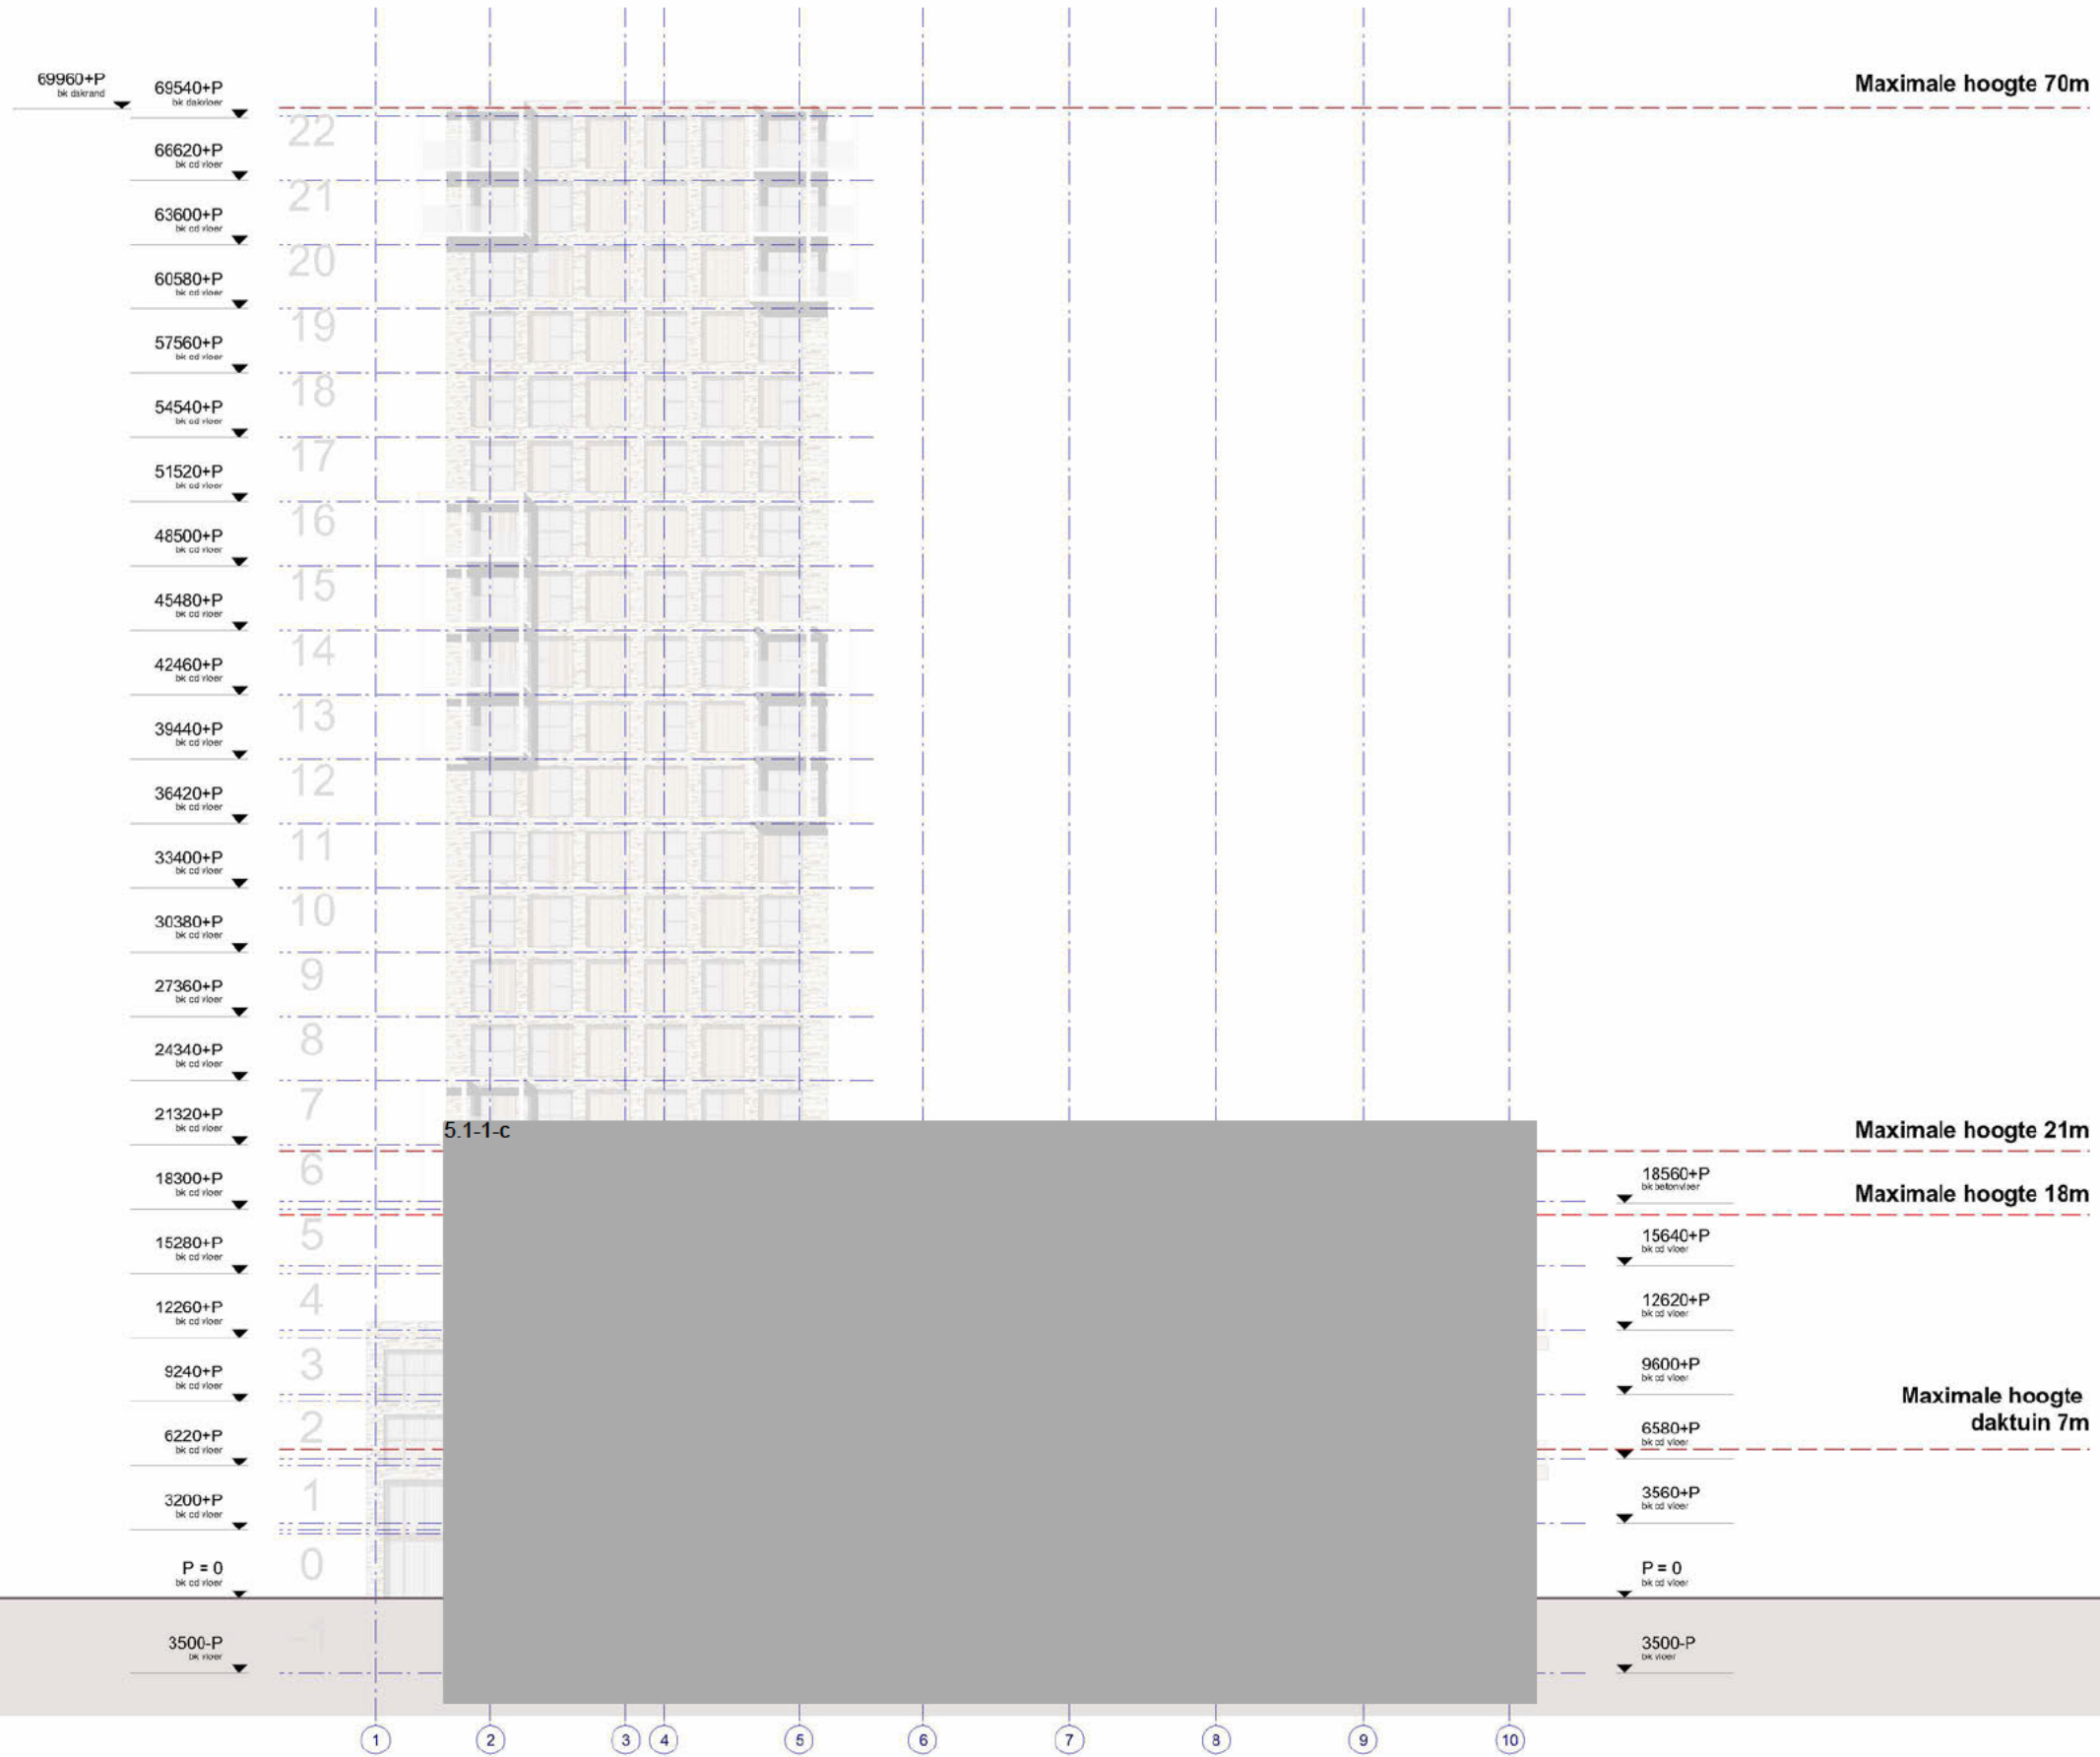 69960+P
bk dakrand
69540+P
bk dakvloer
Maximale hoogte 70m
22
66620+P
bk cd vloer
21
63600+P
bk cd vloer
20
60580+P
bk cd vloer
19
57560+P
bk cd vloer
18
54540+P
bk cd vloer
17
51520+P
bk cd vloer
16
48500+P
bk cd vloer
15
45480+P
bk cd vloer
14
42460+P
bk cd vloer
13
39440+P
bk cd vloer
12
36420+P
bk cd vloer
11
33400+P
bk cd vloer
10
30380+P
bk cd vloer
9
27360+P
bk cd vloer
8
24340+P
bk cd vloer
7
21320+P
bk cd vloer
5.1-1-c
Maximale hoogte 21m
6
18300+P
bk cd vloer
18560+P
bk betonvloer
Maximale hoogte 18m
5
15280+P
bk cd vloer
15640+P
bk cd vloer
4
12260+P
bk cd vloer
12620+P
bk cd vloer
3
9240+P
bk cd vloer
9600+P
bk cd vloer
Maximale hoogte
daktuin 7m
2
6220+P
bk cd vloer
6580+P
bk cd vloer
1
3200+P
bk cd vloer
3560+P
bk cd vloer
0
P = 0
bk cd vloer
P = 0
bk cd vloer
-1
3500-P
bk vloer
3500-P
bk vloer
1 2 3 4 5 6 7 8 9 10